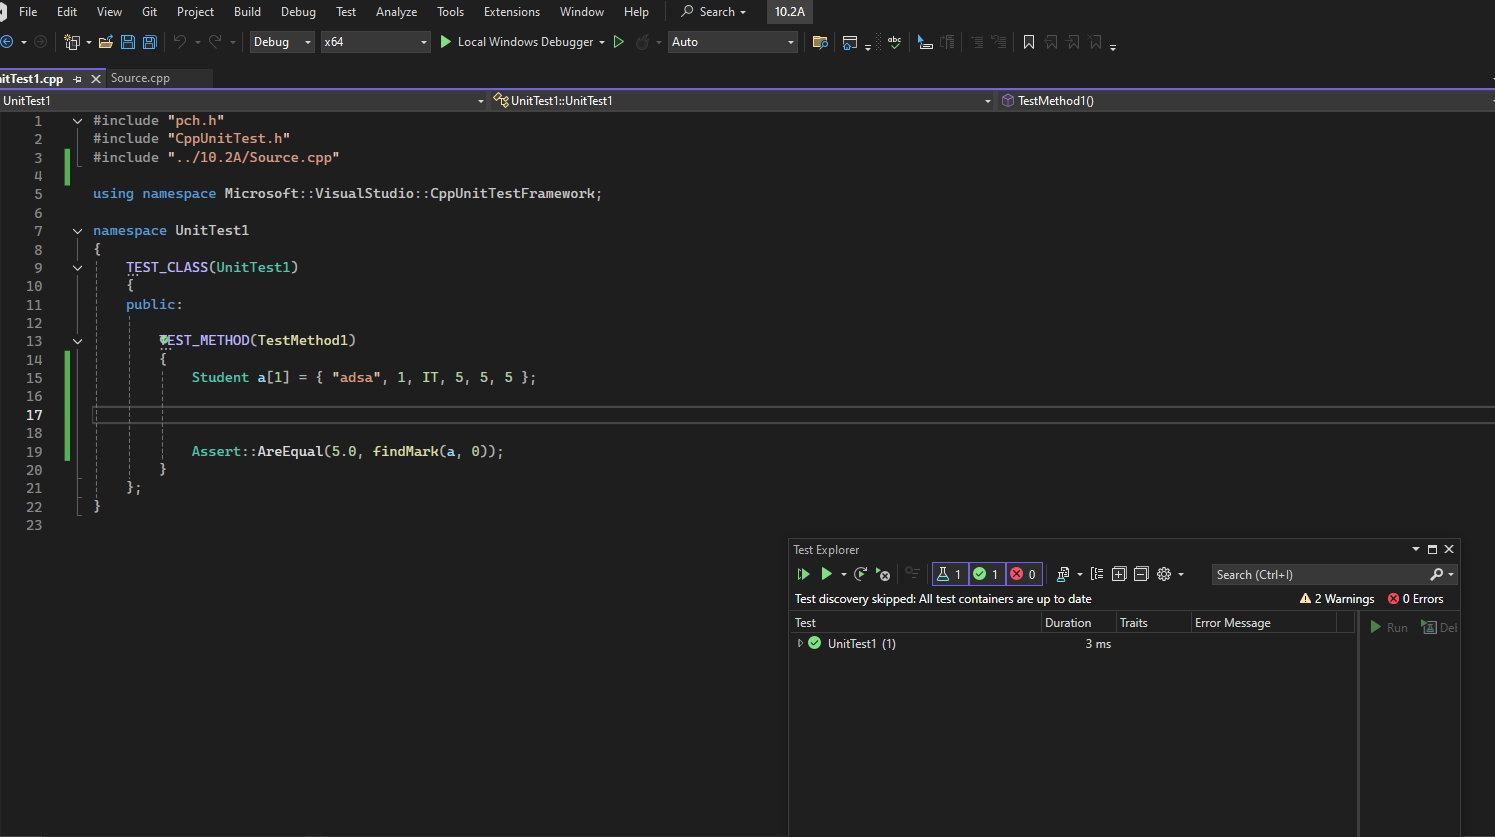 File Edit View Git Project Build Debug Test Analyze Tools Extensions Window Help Search 10.2A
Debug x64 Local Windows Debugger Auto
itTest1.cpp Source.cpp
UnitTest1 UnitTest1::UnitTest1 TestMethod1()
1 #include "pch.h"
2 #include "CppUnitTest.h"
3 #include "../10.2A/Source.cpp"
4
5 using namespace Microsoft::VisualStudio::CppUnitTestFramework;
6
7 namespace UnitTest1
8 {
9 TEST_CLASS(UnitTest1)
10 {
11 public:
12
13 TEST_METHOD(TestMethod1)
14 {
15 Student a[1] = { "adsa", 1, IT, 5, 5, 5 };
16
17
18
19 Assert::AreEqual(5.0, findMark(a, 0));
20 }
21 };
22 }
23
Test Explorer
1 1 0 Search (Ctrl+I)
Test discovery skipped: All test containers are up to date 2 Warnings 0 Errors
Test Duration Traits Error Message
Run Del
UnitTest1 (1) 3 ms